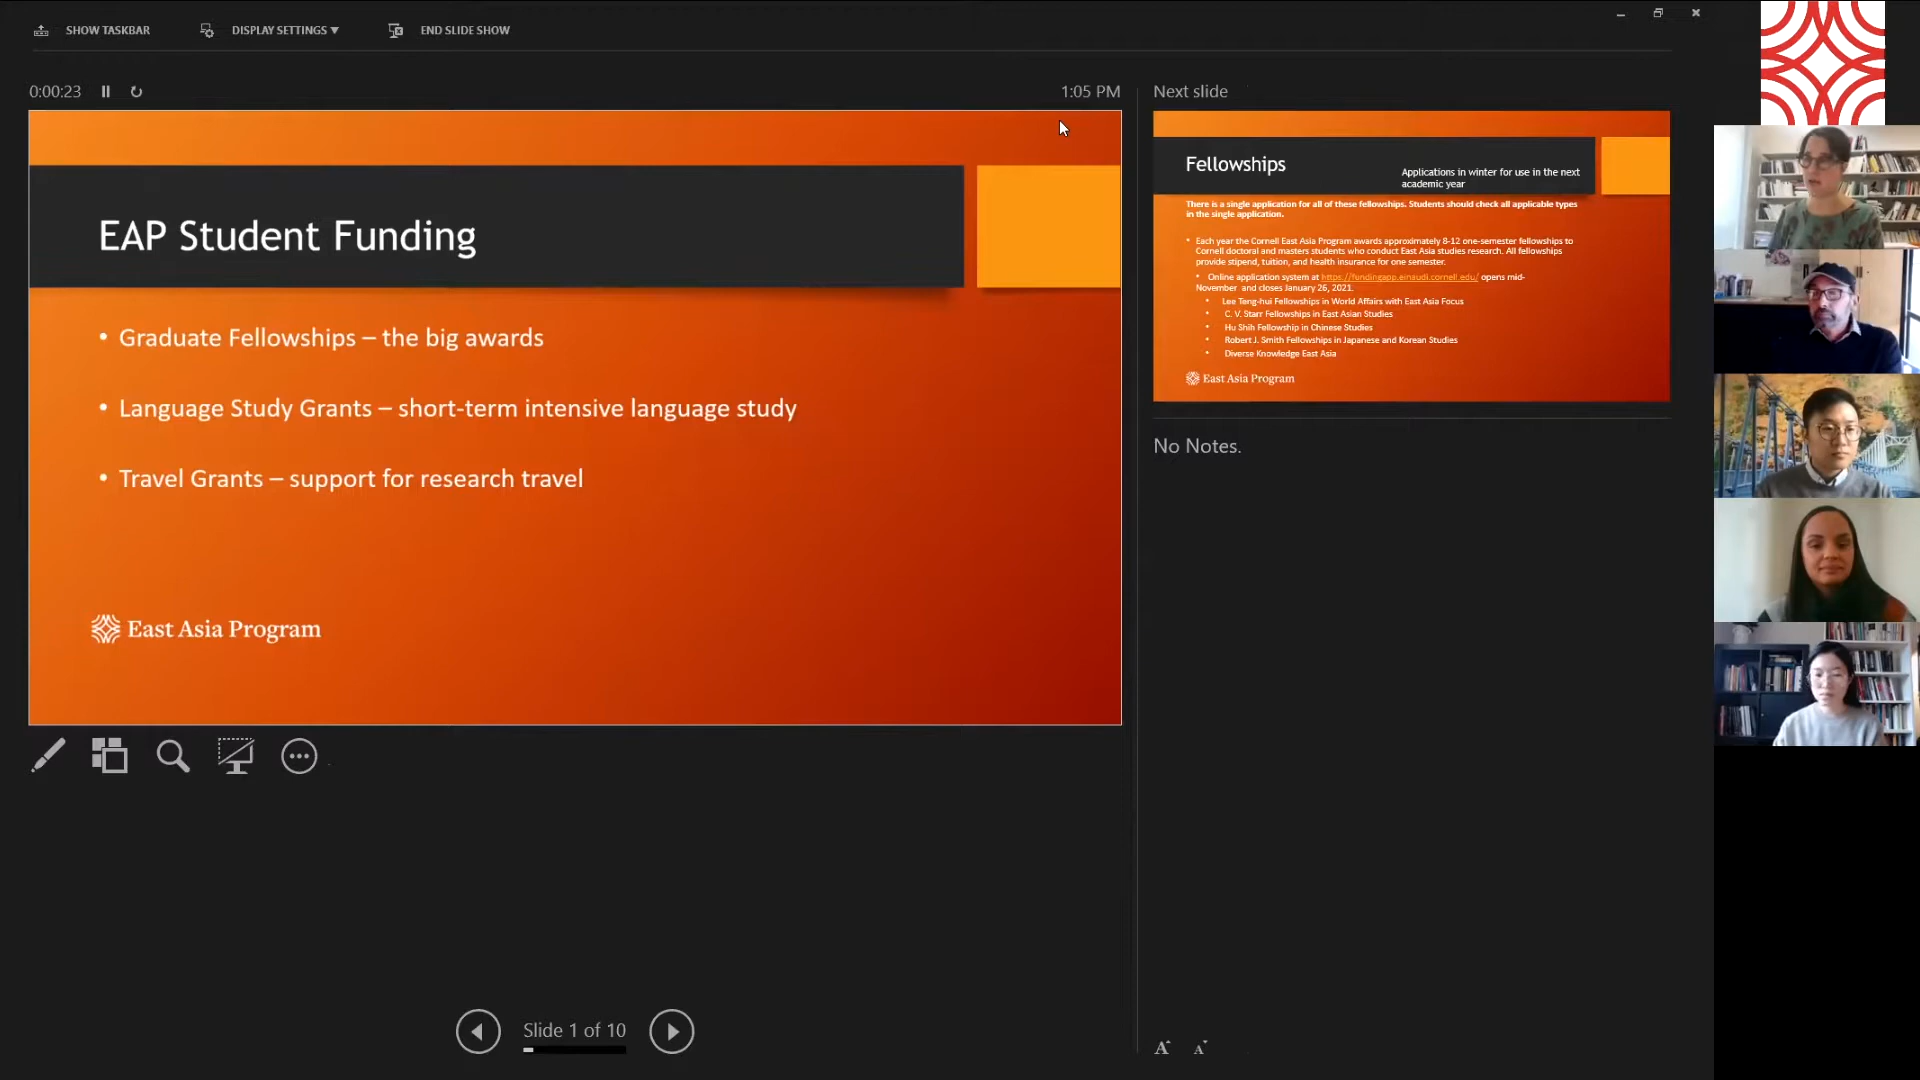 SHOW TASKBAR
DISPLAY SETTINGS ▼
END SLIDE SHOW
0:00:23
1:05 PM
EAP Student Funding
• Graduate Fellowships – the big awards
• Language Study Grants – short-term intensive language study
• Travel Grants – support for research travel
East Asia Program
Slide 1 of 10
Next slide
Fellowships
Applications in winter for use in the next
academic year
There is a single application for all of these fellowships. Students should check all applicable types
in the single application.
• Each year the Cornell East Asia Program awards approximately 8-12 one-semester fellowships to
Cornell doctoral and masters students who conduct East Asia studies research. All fellowships
provide stipend, tuition, and health insurance for one semester.
• Online application system at https://fundingapp.einaudi.cornell.edu/ opens mid-
November and closes January 26, 2021.
• Lee Teng-hui Fellowships in World Affairs with East Asia Focus
• C. V. Starr Fellowships in East Asian Studies
• Hu Shih Fellowship in Chinese Studies
• Robert J. Smith Fellowships in Japanese and Korean Studies
• Diverse Knowledge East Asia
East Asia Program
No Notes.
A A